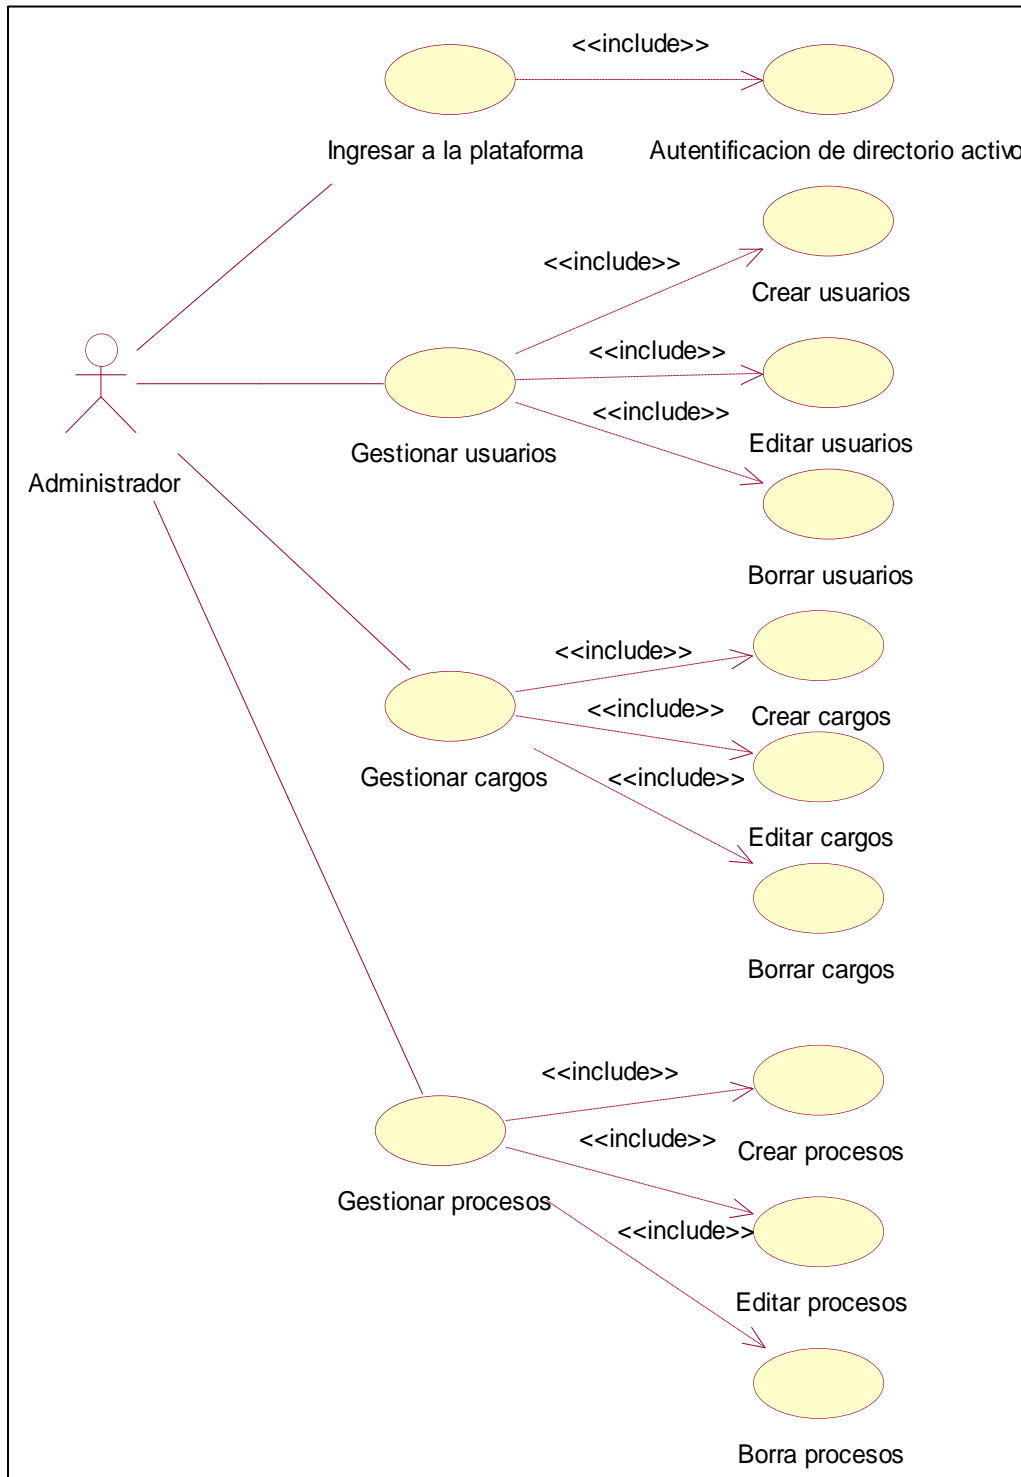 <<include>>
Ingresar a la plataforma
Autentificacion de directorio activo
<<include>>
Crear usuarios
<<include>>
<<include>>
Gestionar usuarios
Editar usuarios
Administrador
Borrar usuarios
<<include>>
<<include>>
Crear cargos
Gestionar cargos
<<include>>
Editar cargos
Borrar cargos
<<include>>
<<include>>
Crear procesos
Gestionar procesos
<<include>>
Editar procesos
Borra procesos